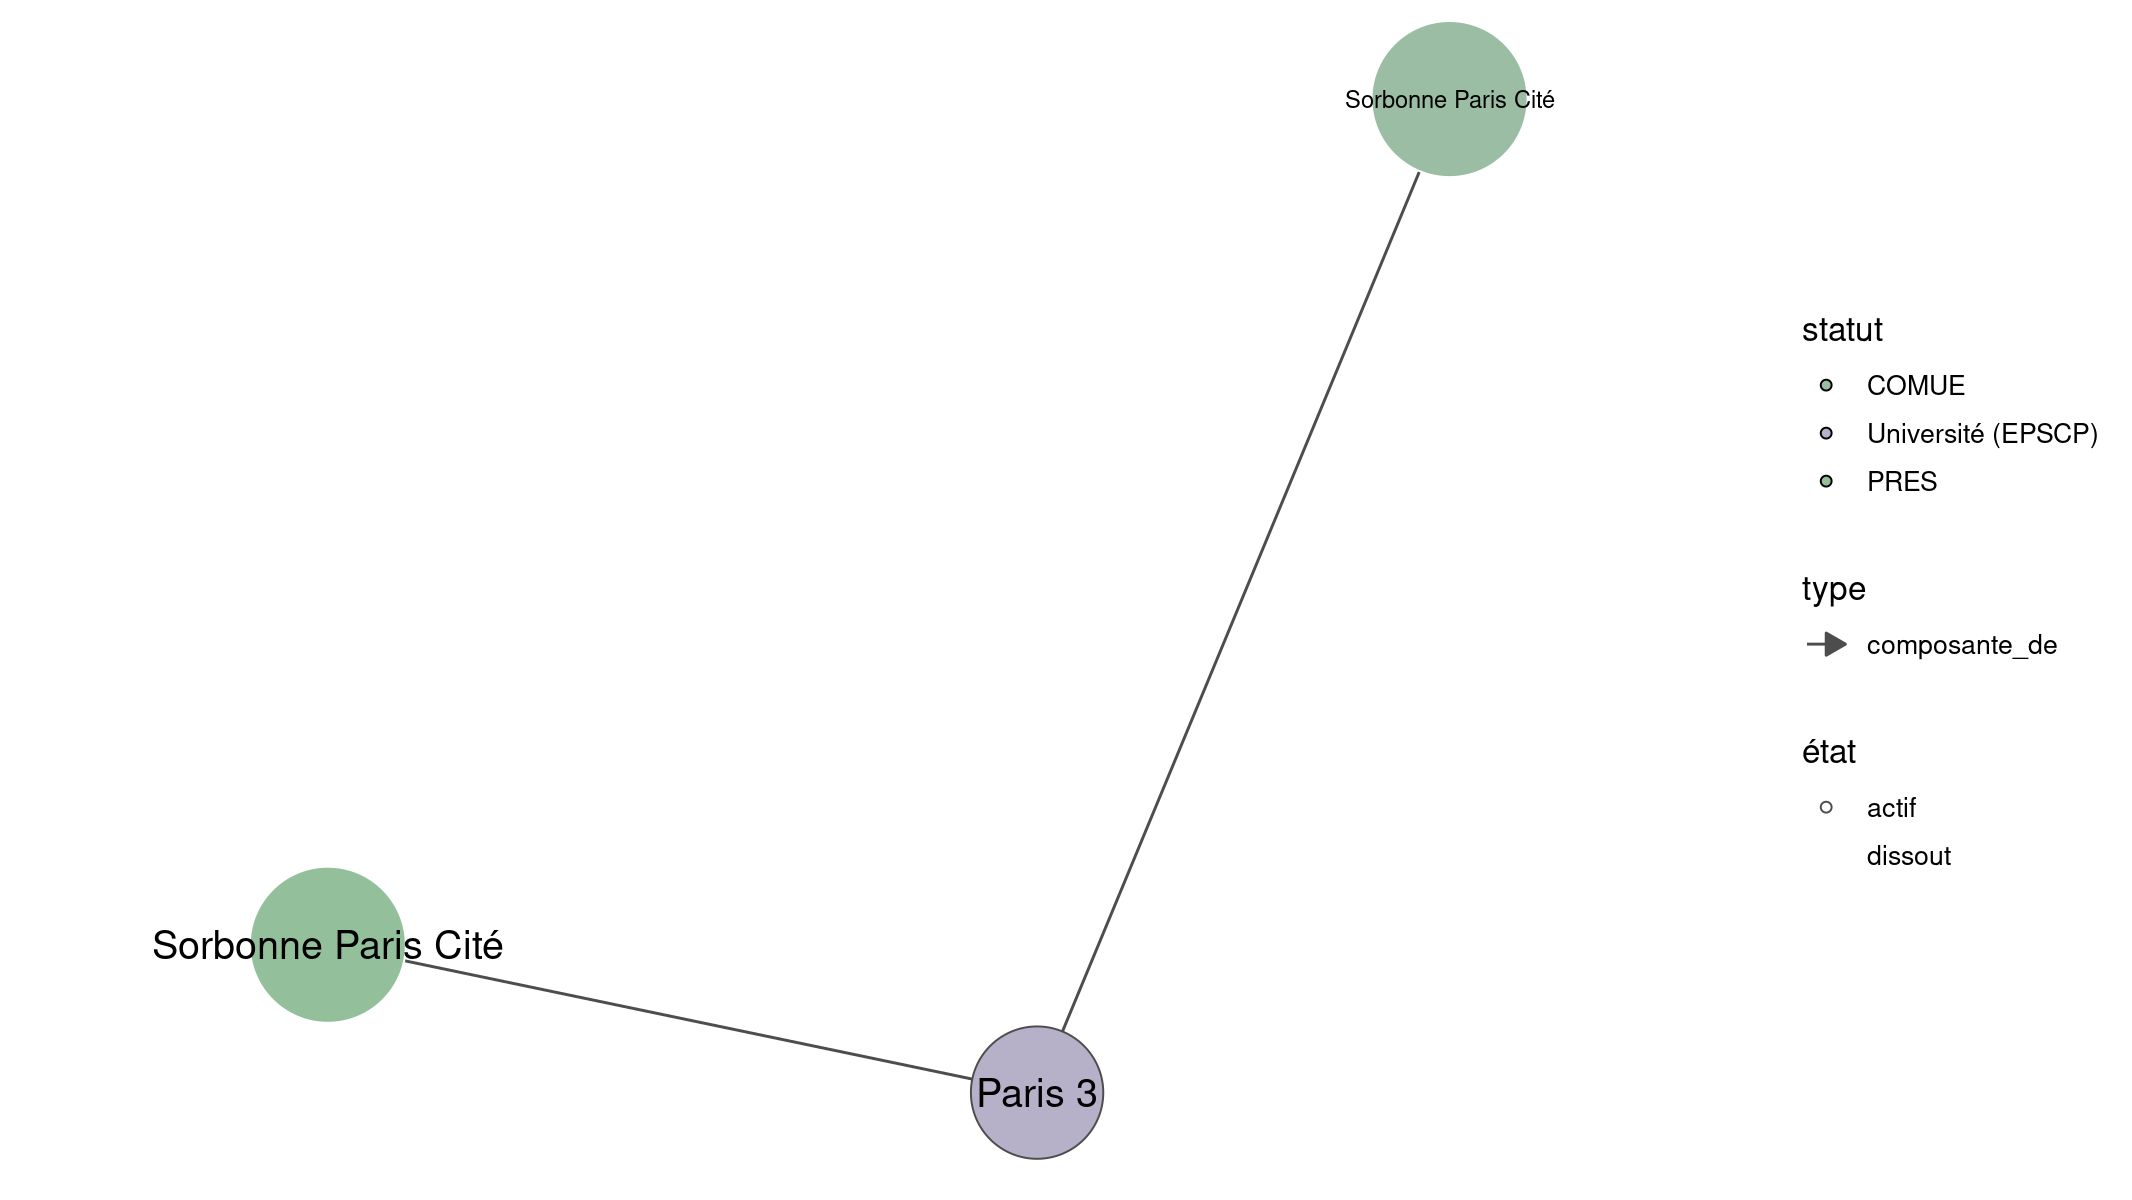 Sorbonne Paris Cité
statut
COMUE
Université (EPSCP)
PRES
type
composante_de
état
actif
dissout
Sorbonne Paris Cité
Paris 3